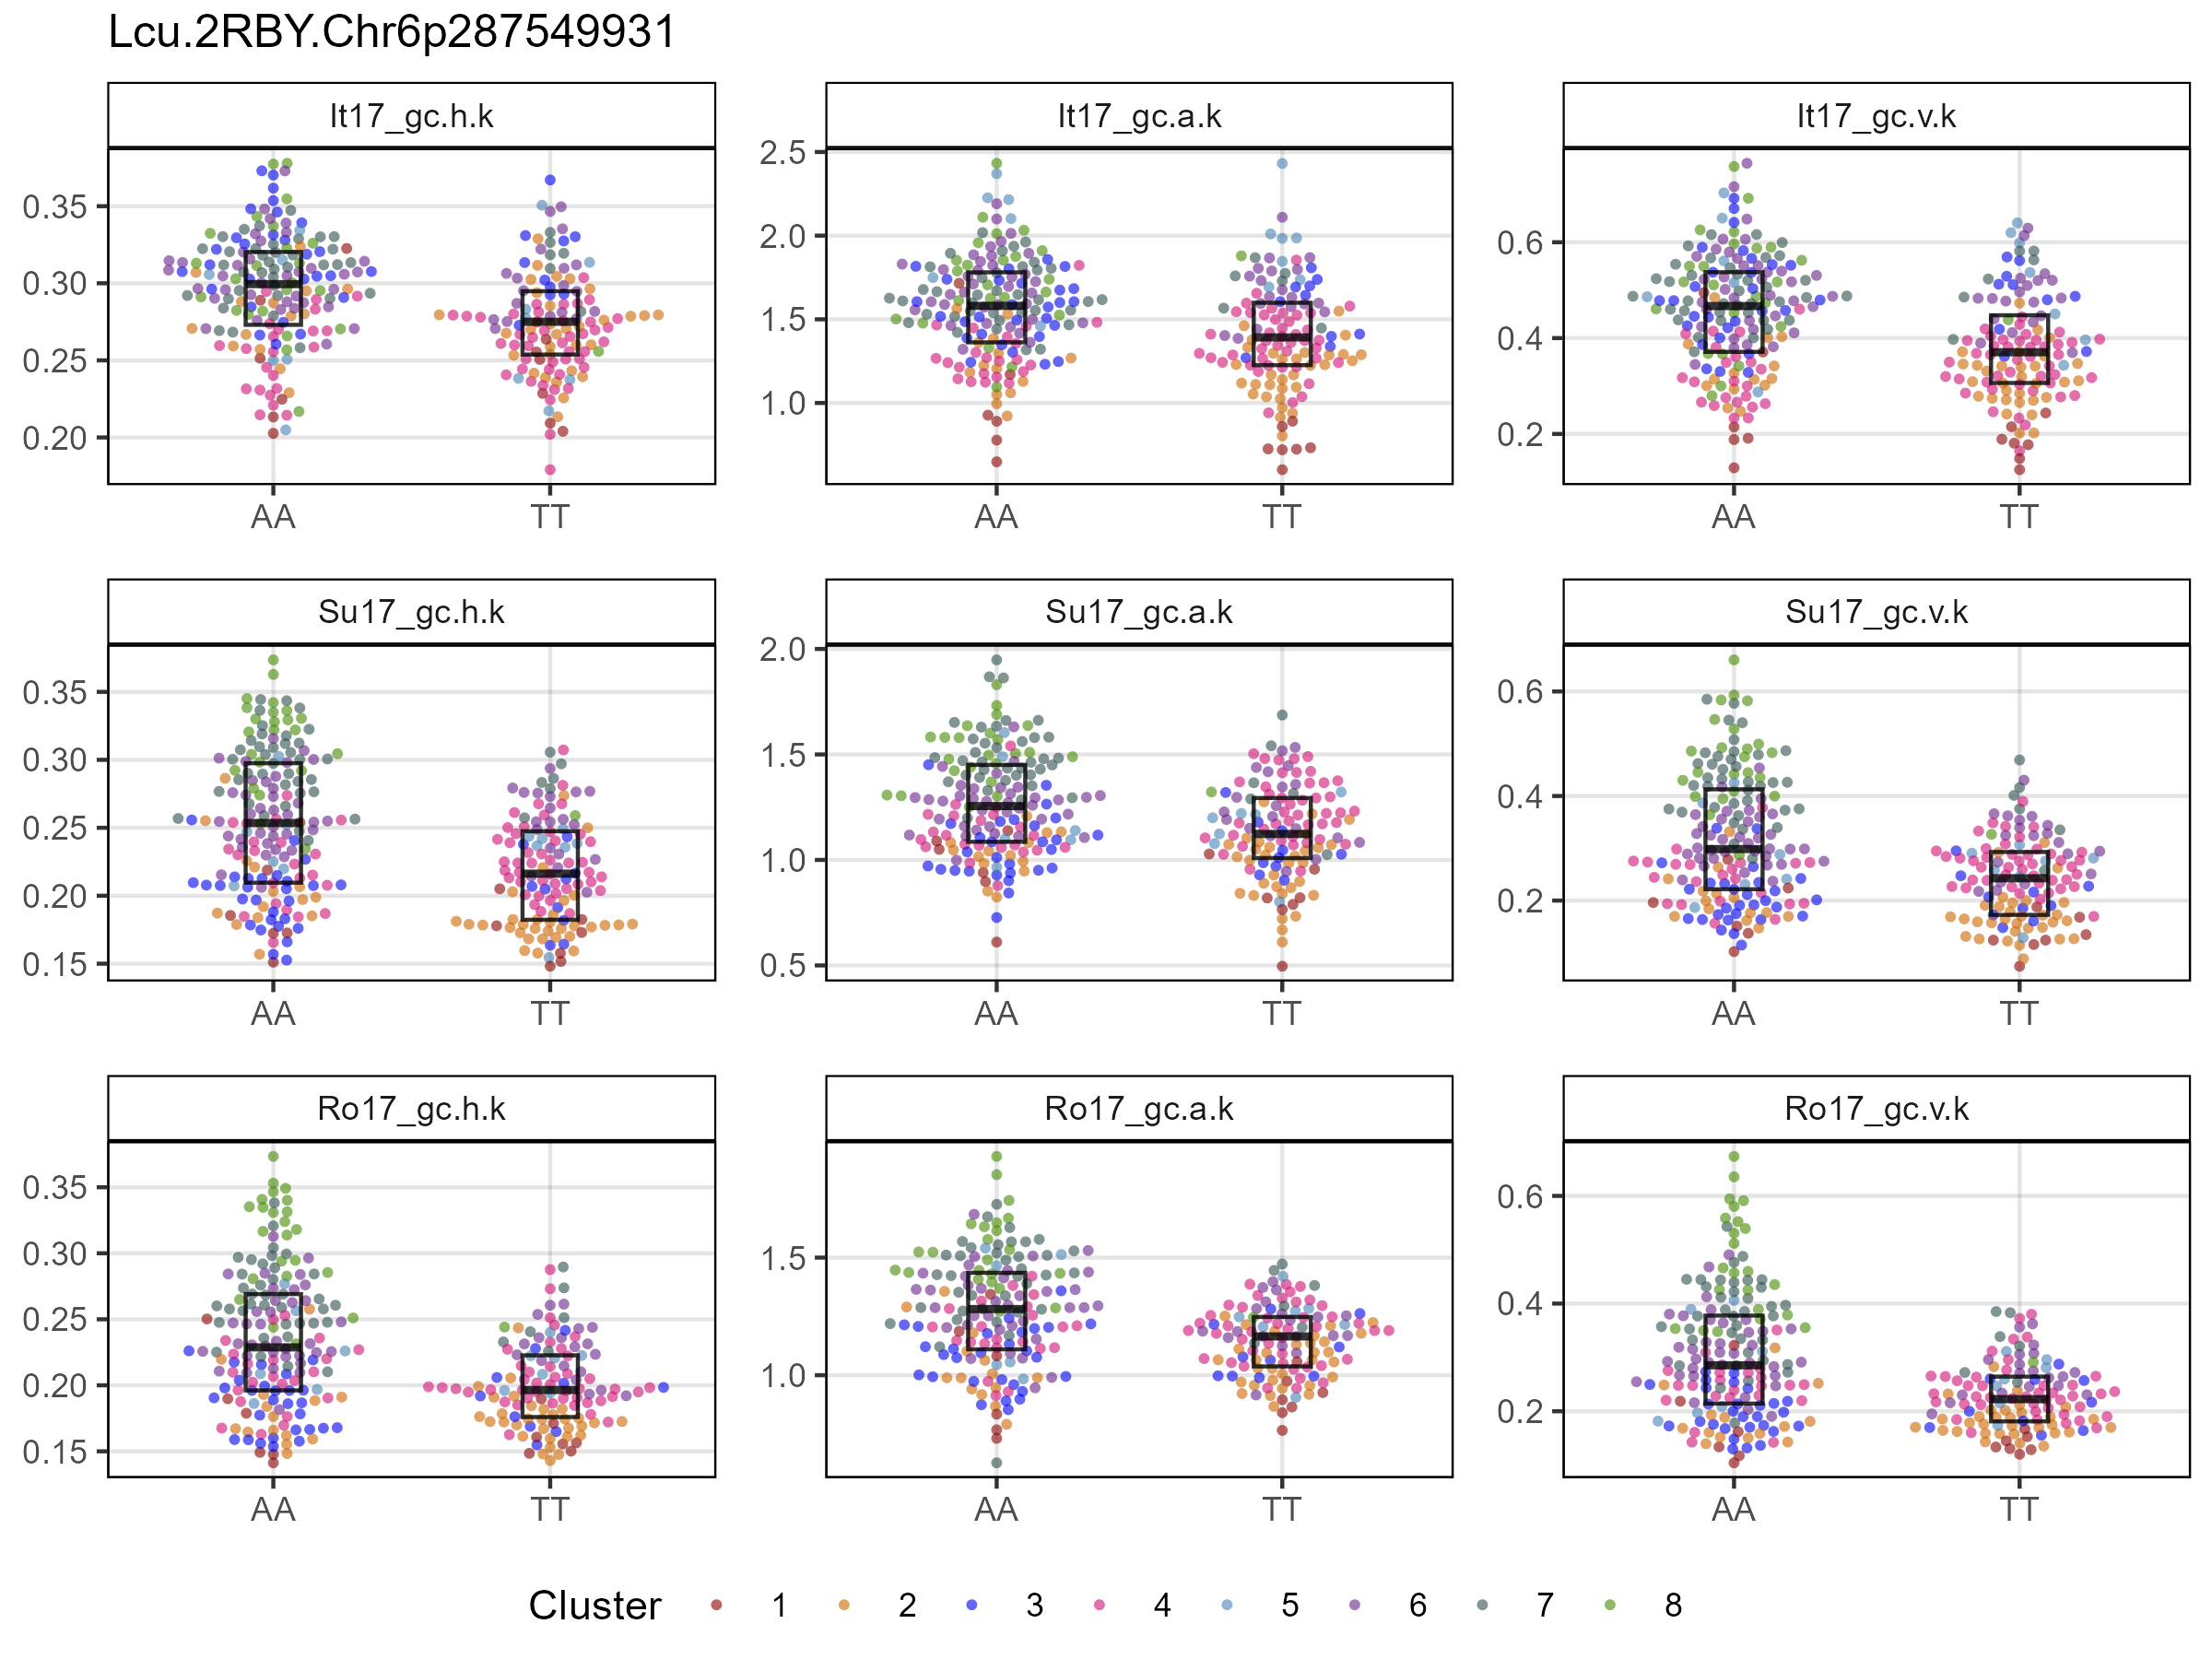 Lcu.2RBY.Chr6p287549931
It17_gc.h.k
It17_gc.a.k
It17_gc.v.k
0.35
0.30
0.25
0.20
AA
TT
2.5
2.0
1.5
1.0
AA
TT
0.6
0.4
0.2
AA
TT
Su17_gc.h.k
Su17_gc.a.k
Su17_gc.v.k
0.35
0.30
0.25
0.20
0.15
AA
TT
2.0
1.5
1.0
0.5
AA
TT
0.6
0.4
0.2
AA
TT
Ro17_gc.h.k
Ro17_gc.a.k
Ro17_gc.v.k
0.35
0.30
0.25
0.20
0.15
AA
TT
1.5
1.0
AA
TT
0.6
0.4
0.2
AA
TT
Cluster 1 2 3 4 5 6 7 8